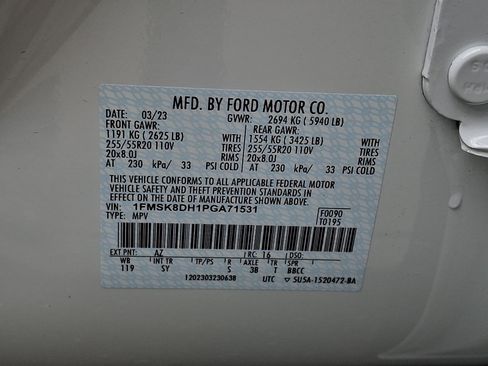 MFD. BY FORD MOTOR CO.
DATE: 03/23 GVWR: 2694 KG ( 5940 LB)
FRONT GAWR: REAR GAWR:
1191 KG ( 2625 LB) 1554 KG ( 3425 LB)
255/55R20 110V TIRES 255/55R20 110V TIRES
20x8.0J RIMS 20x8.0J RIMS
AT 230 kPa/ 33 PSI COLD AT 230 kPa/ 33 PSI COLD
THIS VEHICLE CONFORMS TO ALL APPLICABLE FEDERAL MOTOR
VEHICLE SAFETY AND THEFT PREVENTION STANDARDS IN
EFFECT ON THE DATE OF MANUFACTURE SHOWN ABOVE.
VIN: 1FMSK8DH1PGA71531 F0090
TYPE: MPV T0195
EXT PNT: AZ RC: 16 DSO:
WB INT TR TP/PS R AXLE TR SPR
119 SY S 3B T BBCC
1202303230638 UTC ▽ 5U5A-1520472-BA